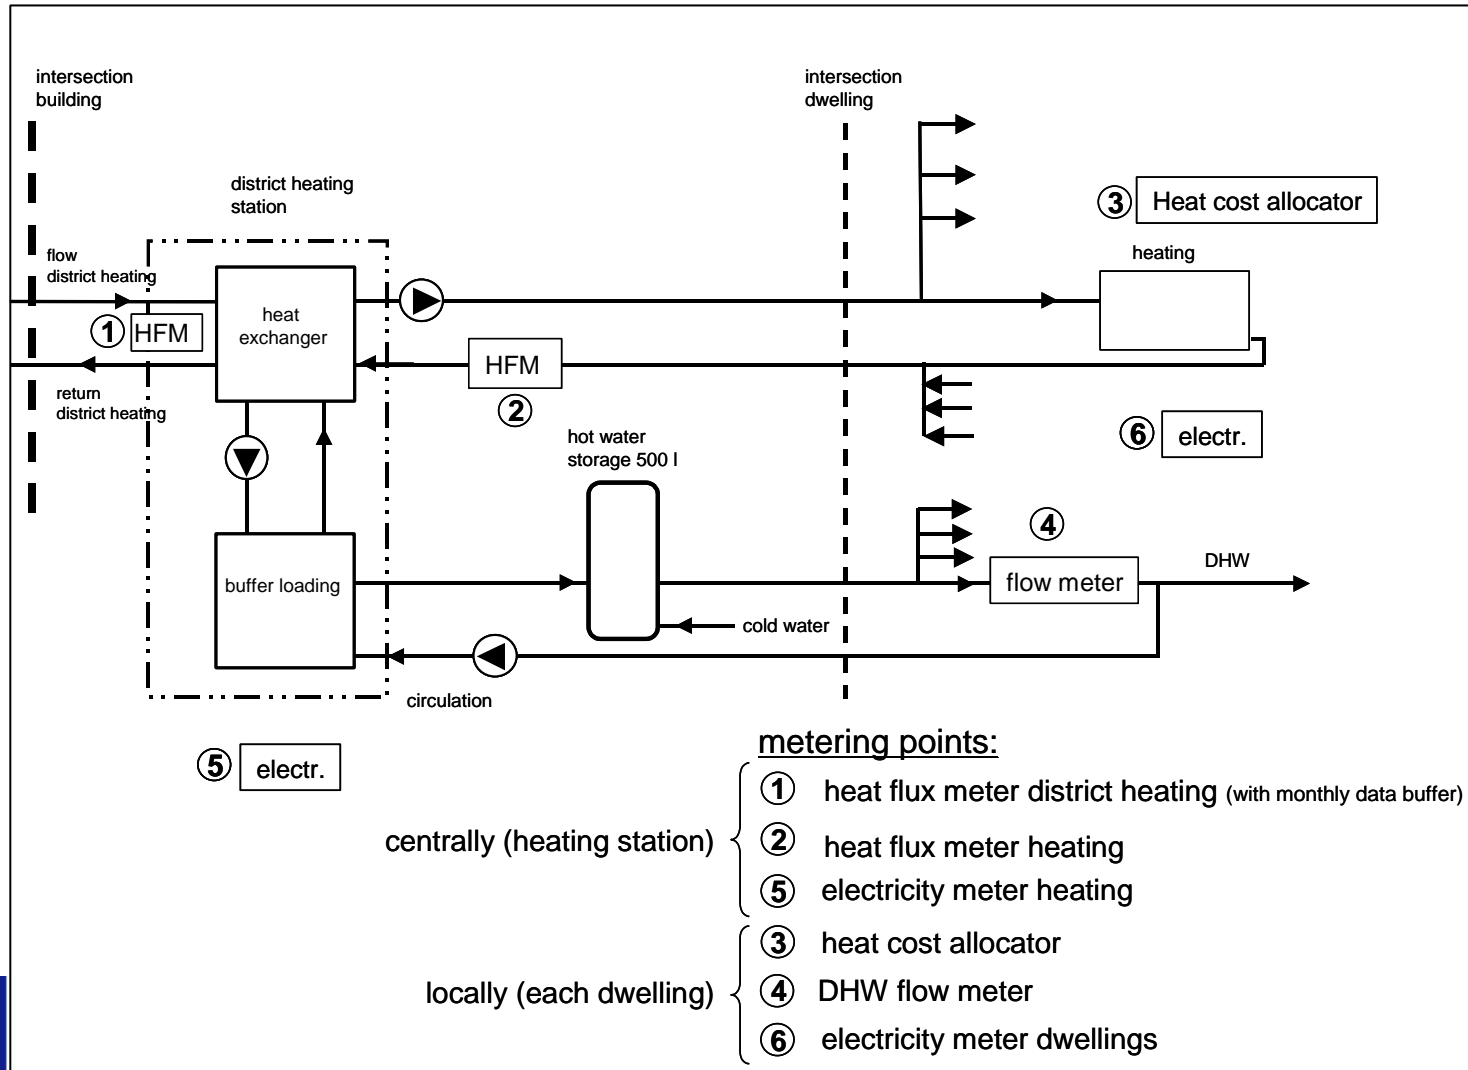 intersection
building
intersection
dwelling
district heating
station
3 Heat cost allocator
flow
district heating
heating
heat
exchanger
1 HFM
HFM
return
district heating
2
6 electr.
hot water
storage 500 l
4
buffer loading
flow meter
DHW
cold water
circulation
5 electr.
metering points:
centrally (heating station)
1 heat flux meter district heating (with monthly data buffer)
2 heat flux meter heating
5 electricity meter heating
locally (each dwelling)
3 heat cost allocator
4 DHW flow meter
6 electricity meter dwellings